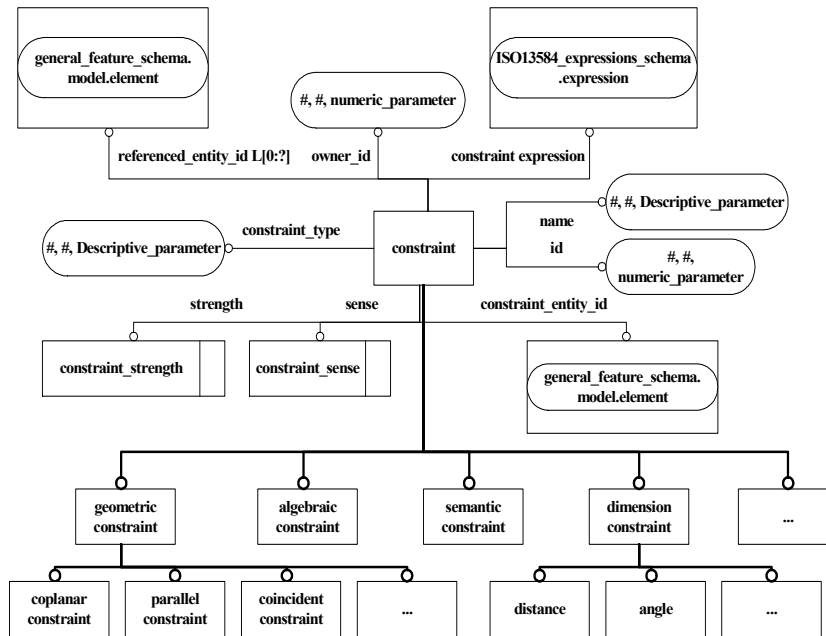 general_feature_schema.
model.element
ISO13584_expressions_schema
.expression
#, #, numeric_parameter
referenced_entity_id L[0:?]
owner_id
constraint expression
#, #, Descriptive_parameter
name
constraint_type
constraint
#, #, Descriptive_parameter
id
#, #,
numeric_parameter
strength
sense
constraint_entity_id
constraint_strength
constraint_sense
general_feature_schema.
model.element
geometric
constraint
algebraic
constraint
semantic
constraint
dimension
constraint
...
coplanar
constraint
parallel
constraint
coincident
constraint
...
distance
angle
...